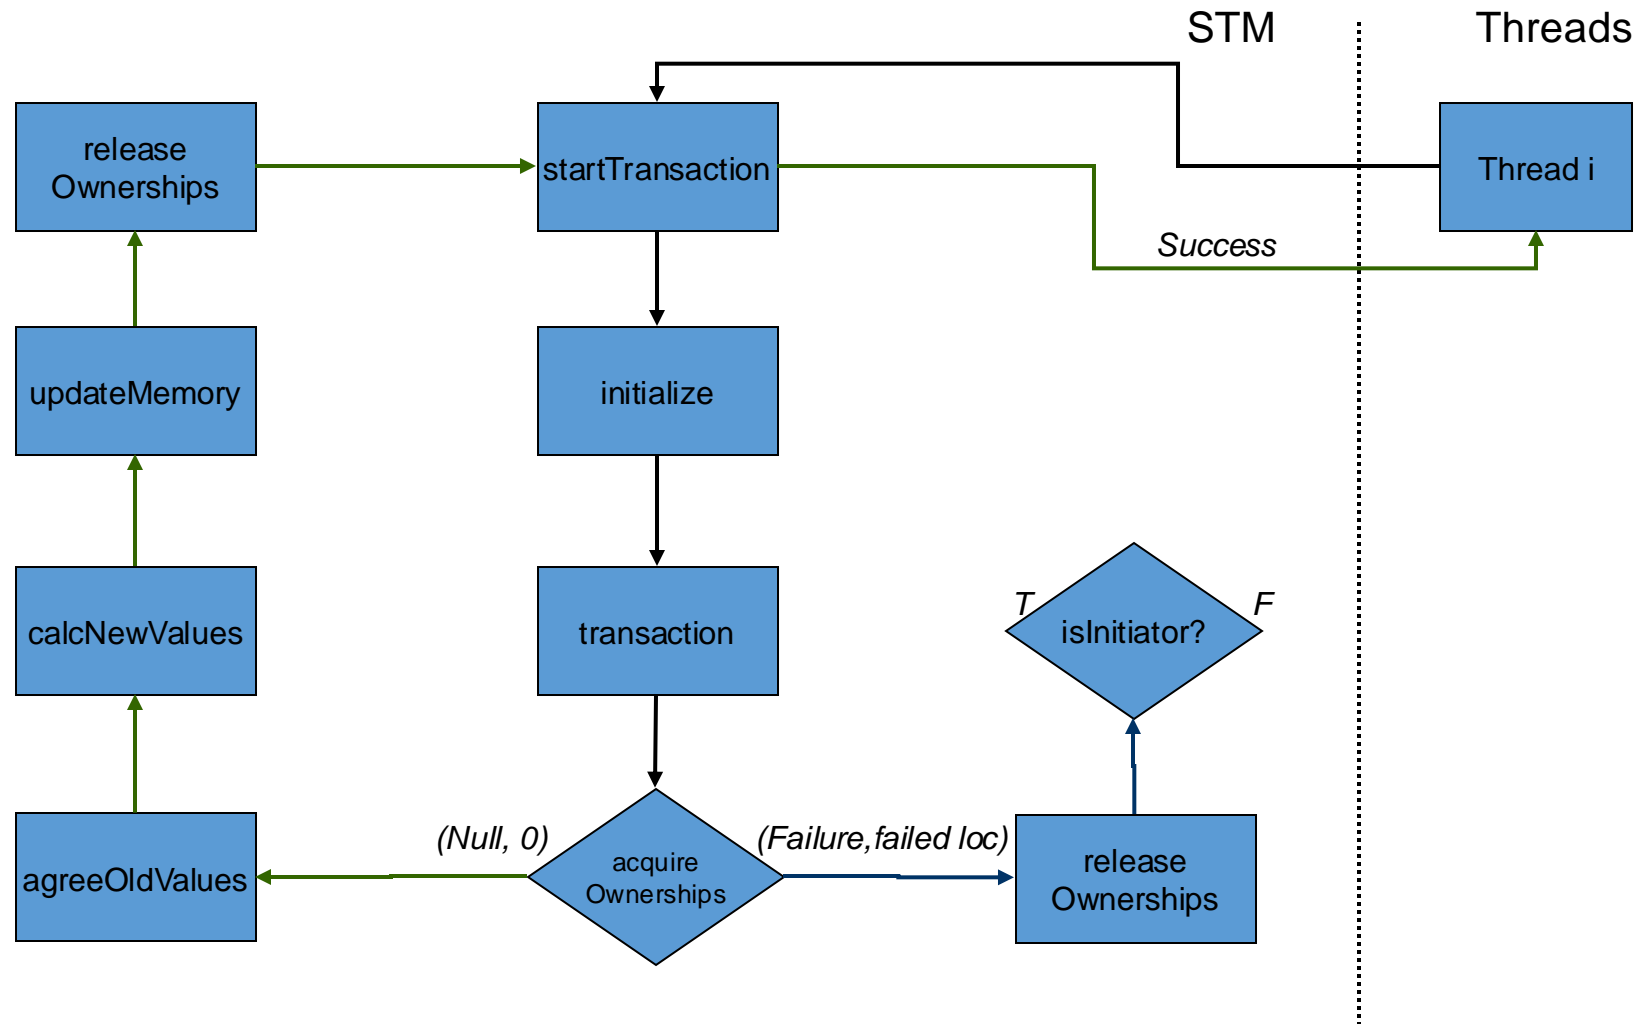 STM
Threads
release
Ownerships
startTransaction
Thread i
Success
updateMemory
initialize
calcNewValues
transaction
T
isInitiator?
F
(Null, 0)
(Failure,failed loc)
agreeOldValues
acquire
Ownerships
release
Ownerships